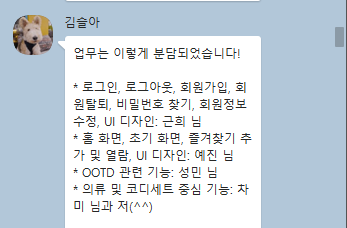 김슬아
업무는 이렇게 분담되었습니다!
* 로그인, 로그아웃, 회원가입, 회
원탈퇴, 비밀번호 찾기, 회원정보
수정, UI 디자인: 근희 님
* 홈 화면, 초기 화면, 즐겨찾기 추
가 및 열람, UI 디자인: 예진 님
* OOTD 관련 기능: 성민 님
* 의류 및 코디세트 중심 기능: 차
미 님과 저(^^)